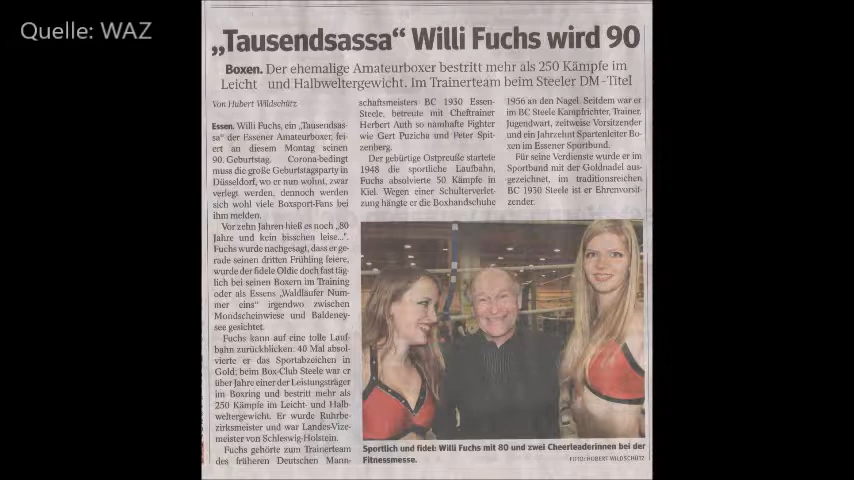 Quelle: WAZ
„Tausendsassa“ Willi Fuchs wird 90
Boxen. Der ehemalige Amateurboxer bestritt mehr als 250 Kämpfe im
Leicht- und Halbweltergewicht. Im Trainerteam beim Steeler DM-Titel
Von Hubert Wildschütz
Essen. Willi Fuchs, ein „Tausendsas-
sa“ der Essener Amateurboxer, fei-
ert an diesem Montag seinen
90. Geburtstag. Corona-bedingt
muss die große Geburtstagsparty in
Düsseldorf, wo er nun wohnt, zwar
verlegt werden, dennoch werden
sich wohl viele Boxsport-Fans bei
ihm melden.
Vor zehn Jahren hieß es noch „80
Jahre und kein bisschen leise...“.
Fuchs wurde nachgesagt, dass er ge-
rade seinen dritten Frühling feiere,
wurde der fidele Oldie doch fast täg-
lich bei seinen Boxern im Training
oder als Essens „Waldläufer Num-
mer eins“ irgendwo zwischen
Mondscheinwiese und Baldeney-
see gesichtet.
Fuchs kann auf eine tolle Lauf-
bahn zurückblicken: 40 Mal absol-
vierte er das Sportabzeichen in
Gold; beim Box-Club Steele war er
über Jahre einer der Leistungsträger
im Boxring und bestritt mehr als
250 Kämpfe im Leicht- und Halb-
weltergewicht. Er wurde Ruhrbe-
zirksmeister und war Landes-Vize-
meister von Schleswig-Holstein.
Fuchs gehörte zum Trainerteam
des früheren Deutschen Mann-
schaftsmeisters BC 1930 Essen-
Steele, betreute mit Cheftrainer
Herbert Auth so namhafte Fighter
wie Gert Puzicha und Peter Spit-
zenberg.
Der gebürtige Ostpreuße startete
1948 die sportliche Laufbahn,
Fuchs absolvierte 50 Kämpfe in
Kiel. Wegen einer Schulterverlet-
zung hängte er die Boxhandschuhe
1956 an den Nagel. Seitdem war er
im BC Steele Kampfrichter, Trainer,
Jugendwart, zeitweise Vorsitzender
und ein Jahrzehnt Spartenleiter Bo-
xen im Essener Sportbund.
Für seine Verdienste wurde er im
Sportbund mit der Goldnadel aus-
gezeichnet, im traditionsreichen
BC 1930 Steele ist er Ehrenvorsit-
zender.
Sportlich und fidel: Willi Fuchs mit 80 und zwei Cheerleaderinnen bei der
Fitnessmesse.
FOTO: HUBERT WILDSCHÜTZ